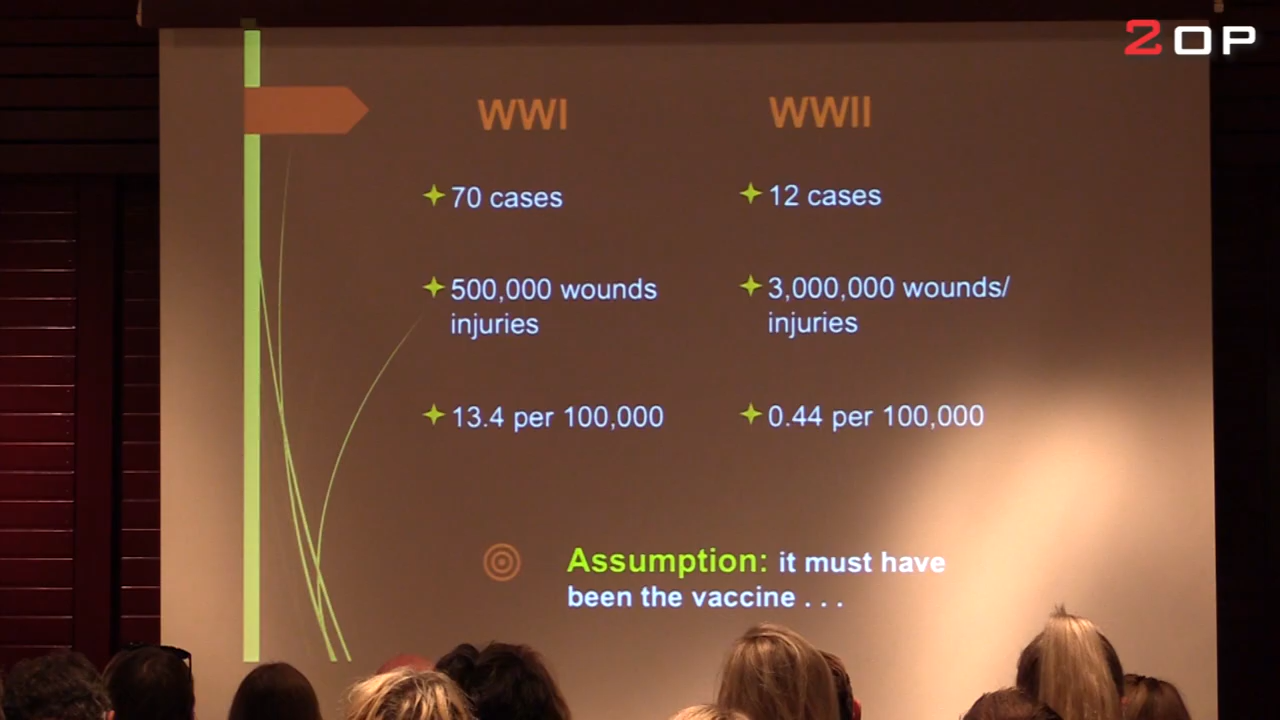 2OP
WWI
WWII
70 cases
12 cases
500,000 wounds
injuries
3,000,000 wounds/
injuries
13.4 per 100,000
0.44 per 100,000
Assumption: it must have
been the vaccine . . .